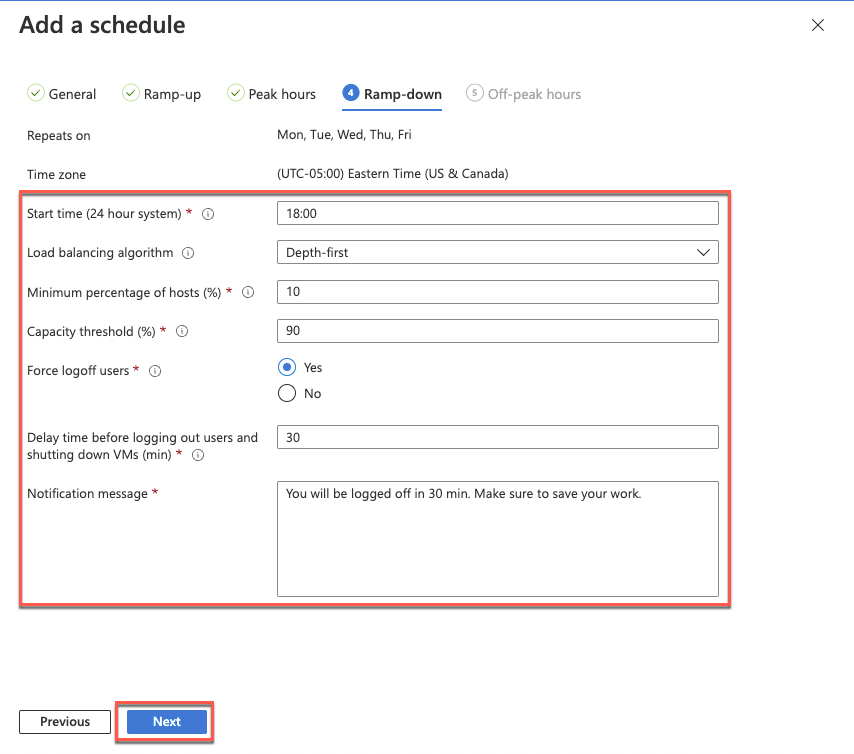 Add a schedule
General
Ramp-up
Peak hours
4 Ramp-down
5 Off-peak hours
Repeats on Mon, Tue, Wed, Thu, Fri
Time zone (UTC-05:00) Eastern Time (US & Canada)
Start time (24 hour system) * 18:00
Load balancing algorithm Depth-first
Minimum percentage of hosts (%) * 10
Capacity threshold (%) * 90
Force logoff users * Yes
No
Delay time before logging out users and 30
shutting down VMs (min) *
Notification message * You will be logged off in 30 min. Make sure to save your work.
Previous Next